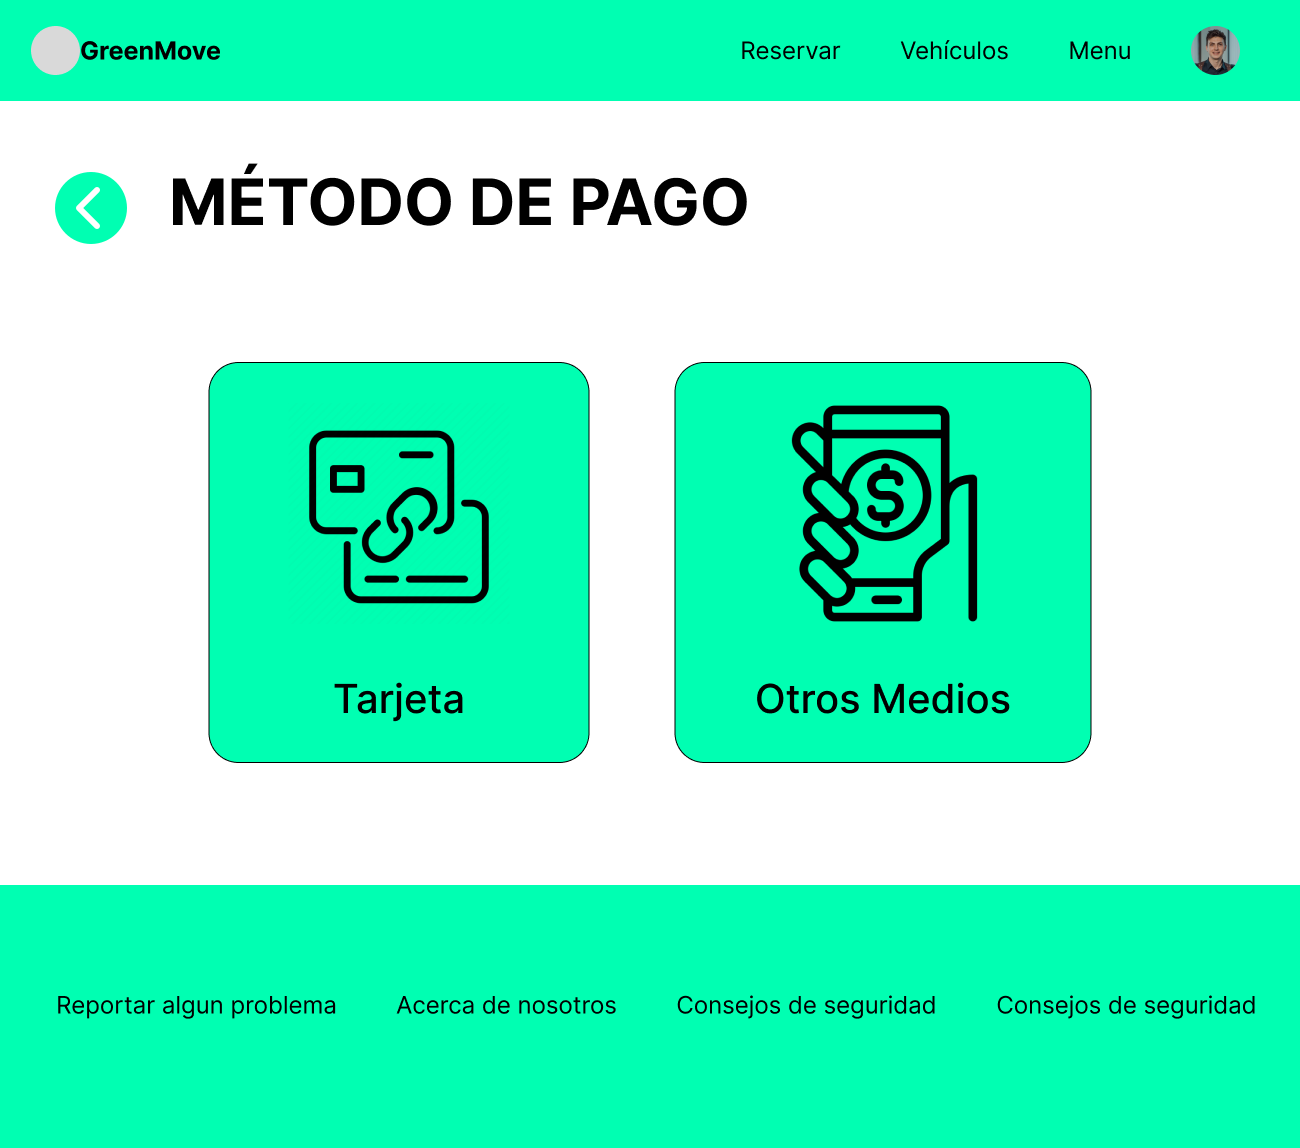 GreenMove
Reservar
Vehículos
Menu
MÉTODO DE PAGO
$
Tarjeta
Otros Medios
Reportar algun problema
Acerca de nosotros
Consejos de seguridad
Consejos de seguridad